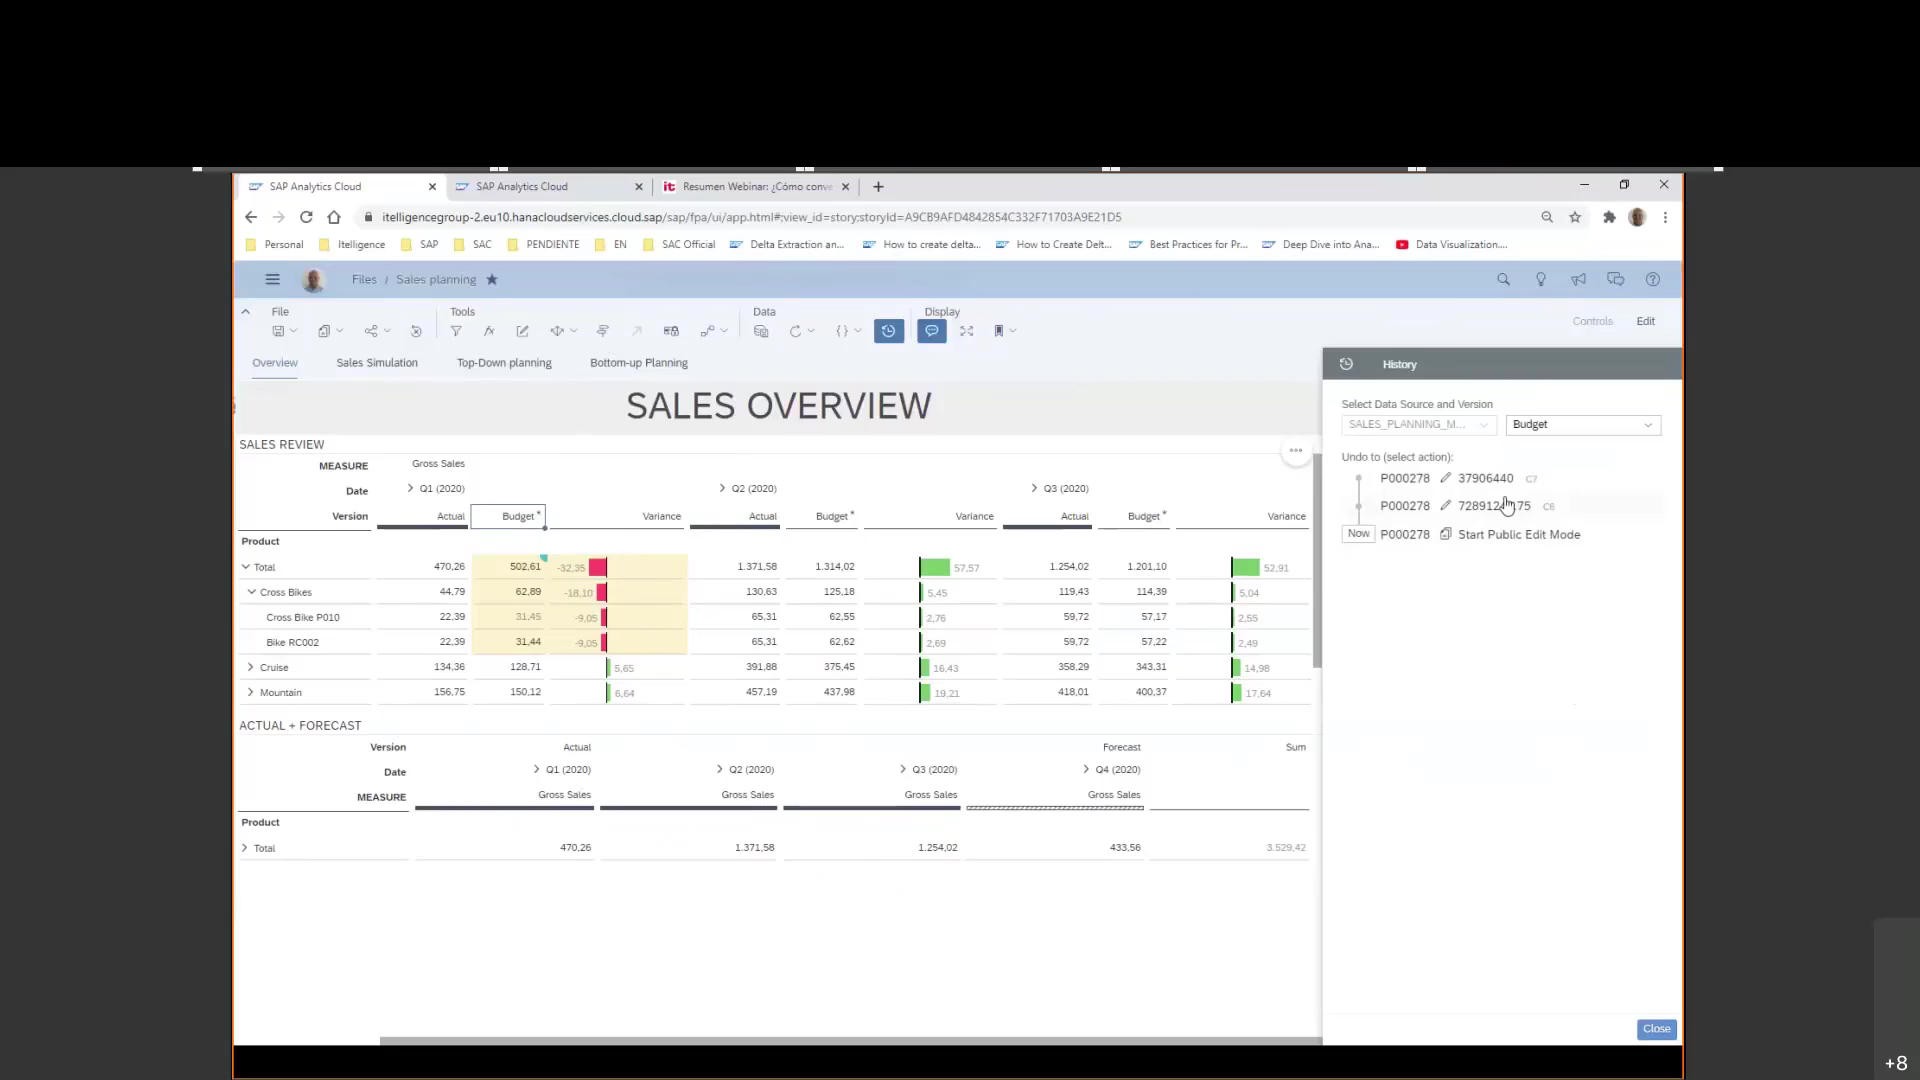 SAP Analytics Cloud SAP Analytics Cloud it Resumen Webinar: ¿Cómo conve
itelligencegroup-2.eu10.hanacloudservices.cloud.sap/sap/fpa/ui/app.html#;view_id=story;storyId=A9CB9AFD4842854C332F71703A9E21D5
Personal Itelligence SAP SAC PENDIENTE EN SAC Official Delta Extraction an... How to create delta... How to Create Delt... Best Practices for Pr... Deep Dive into Ana... Data Visualization....
Files / Sales planning
File Tools Data Display
Controls Edit
Overview Sales Simulation Top-Down planning Bottom-up Planning
History
SALES OVERVIEW
Select Data Source and Version
SALES_PLANNING_M... Budget
SALES REVIEW
Undo to (select action):
MEASURE Gross Sales
P000278 37906440 C7
Date Q1 (2020) Q2 (2020) Q3 (2020)
P000278 C6
Version Actual Budget* Variance Actual Budget* Variance Actual Budget* Variance
Now P000278 Start Public Edit Mode
Product
Total 470,26 502,61 -32,35 1.371,58 1.314,02 57,57 1.254,02 1.201,10 52,91
Cross Bikes 44,79 62,89 -18,10 130,63 125,18 5,45 119,43 114,39 5,04
Cross Bike P010 22,39 31,45 -9,05 65,31 62,55 2,76 59,72 57,17 2,55
Bike RC002 22,39 31,44 -9,05 65,31 62,62 2,69 59,72 57,22 2,49
Cruise 134,36 128,71 5,65 391,88 375,45 16,43 358,29 343,31 14,98
Mountain 156,75 150,12 6,64 457,19 437,98 19,21 418,01 400,37 17,64
ACTUAL + FORECAST
Version Actual Forecast Sum
Date Q1 (2020) Q2 (2020) Q3 (2020) Q4 (2020)
MEASURE Gross Sales Gross Sales Gross Sales Gross Sales
Product
Total 470,26 1.371,58 1.254,02 433,56 3.529,42
Close
+8